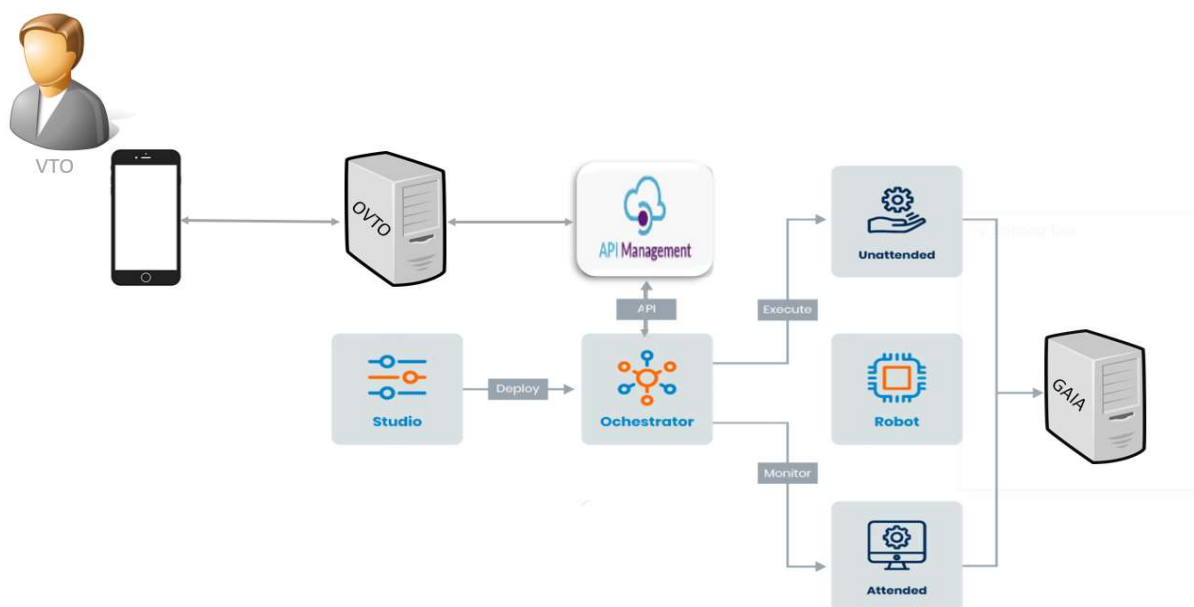 VTO
OVTO
API Management
Unattended
API
Execute
Studio
Deploy
Ochestrator
Robot
GAIA
Monitor
Attended